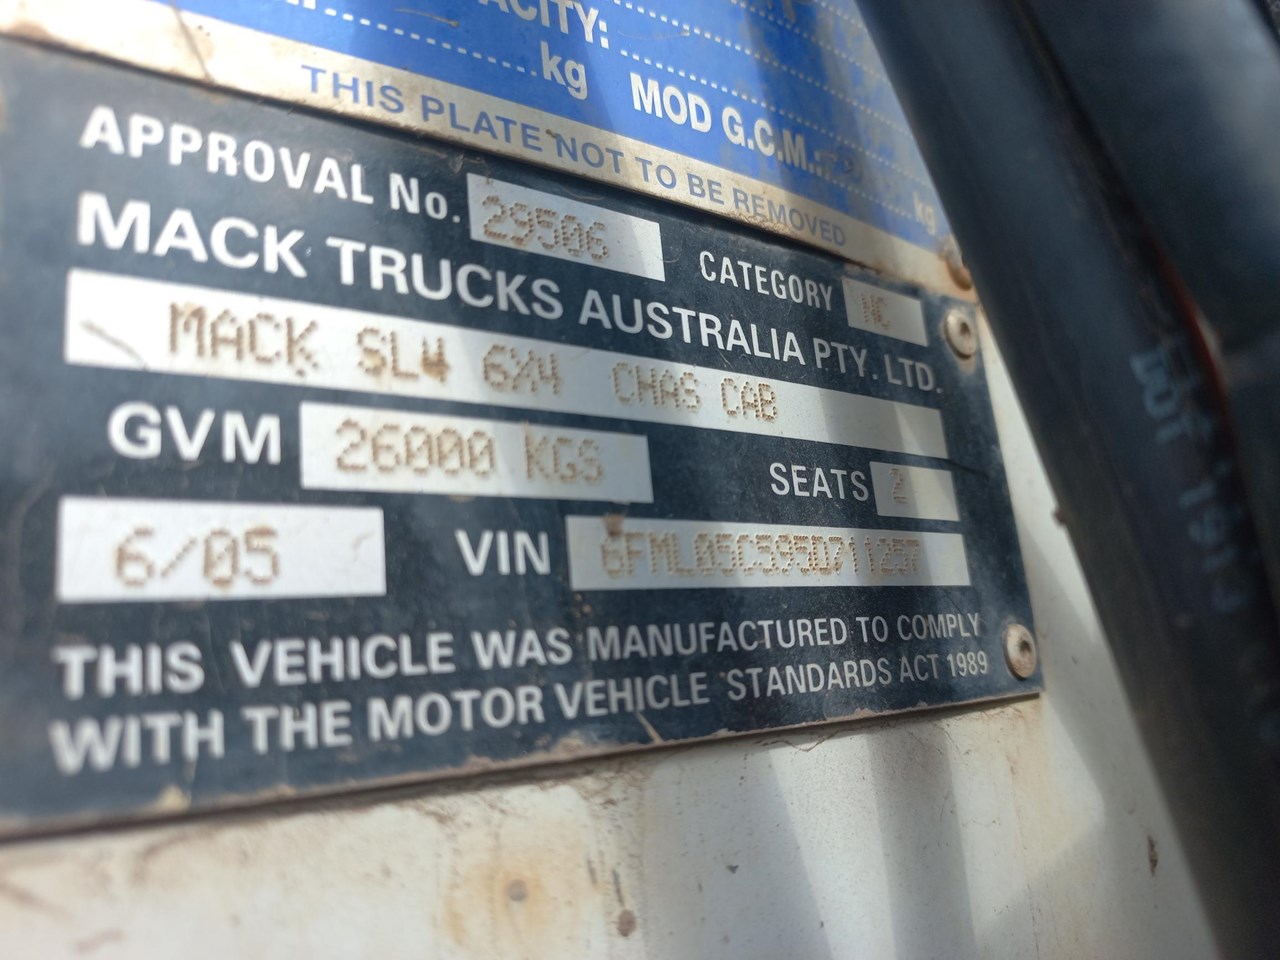 ACITY:
kg MOD G.C.M. kg
THIS PLATE NOT TO BE REMOVED
APPROVAL No. 29506 CATEGORY NC
MACK TRUCKS AUSTRALIA PTY. LTD.
MACK SL4 6X4 CHAS CAB
GVM 26000 KGS SEATS 2
6/05 VIN
THIS VEHICLE WAS MANUFACTURED TO COMPLY
WITH THE MOTOR VEHICLE STANDARDS ACT 1989